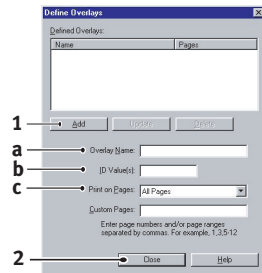 Define Overlays
Defined Overlays:
Name Pages
1 Add Update Delete
a Overlay Name:
b ID Value(s):
c Print on Pages: All Pages
Custom Pages:
Enter page numbers and/or page ranges
separated by commas. For example, 1,3,5-12
2 Close Help